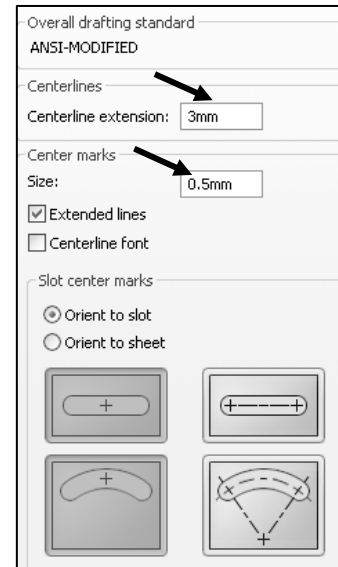 Overall drafting standard
ANSI-MODIFIED
Centerlines
Centerline extension: 3mm
Center marks
Size: 0.5mm
Extended lines
Centerline font
Slot center marks
Orient to slot
Orient to sheet